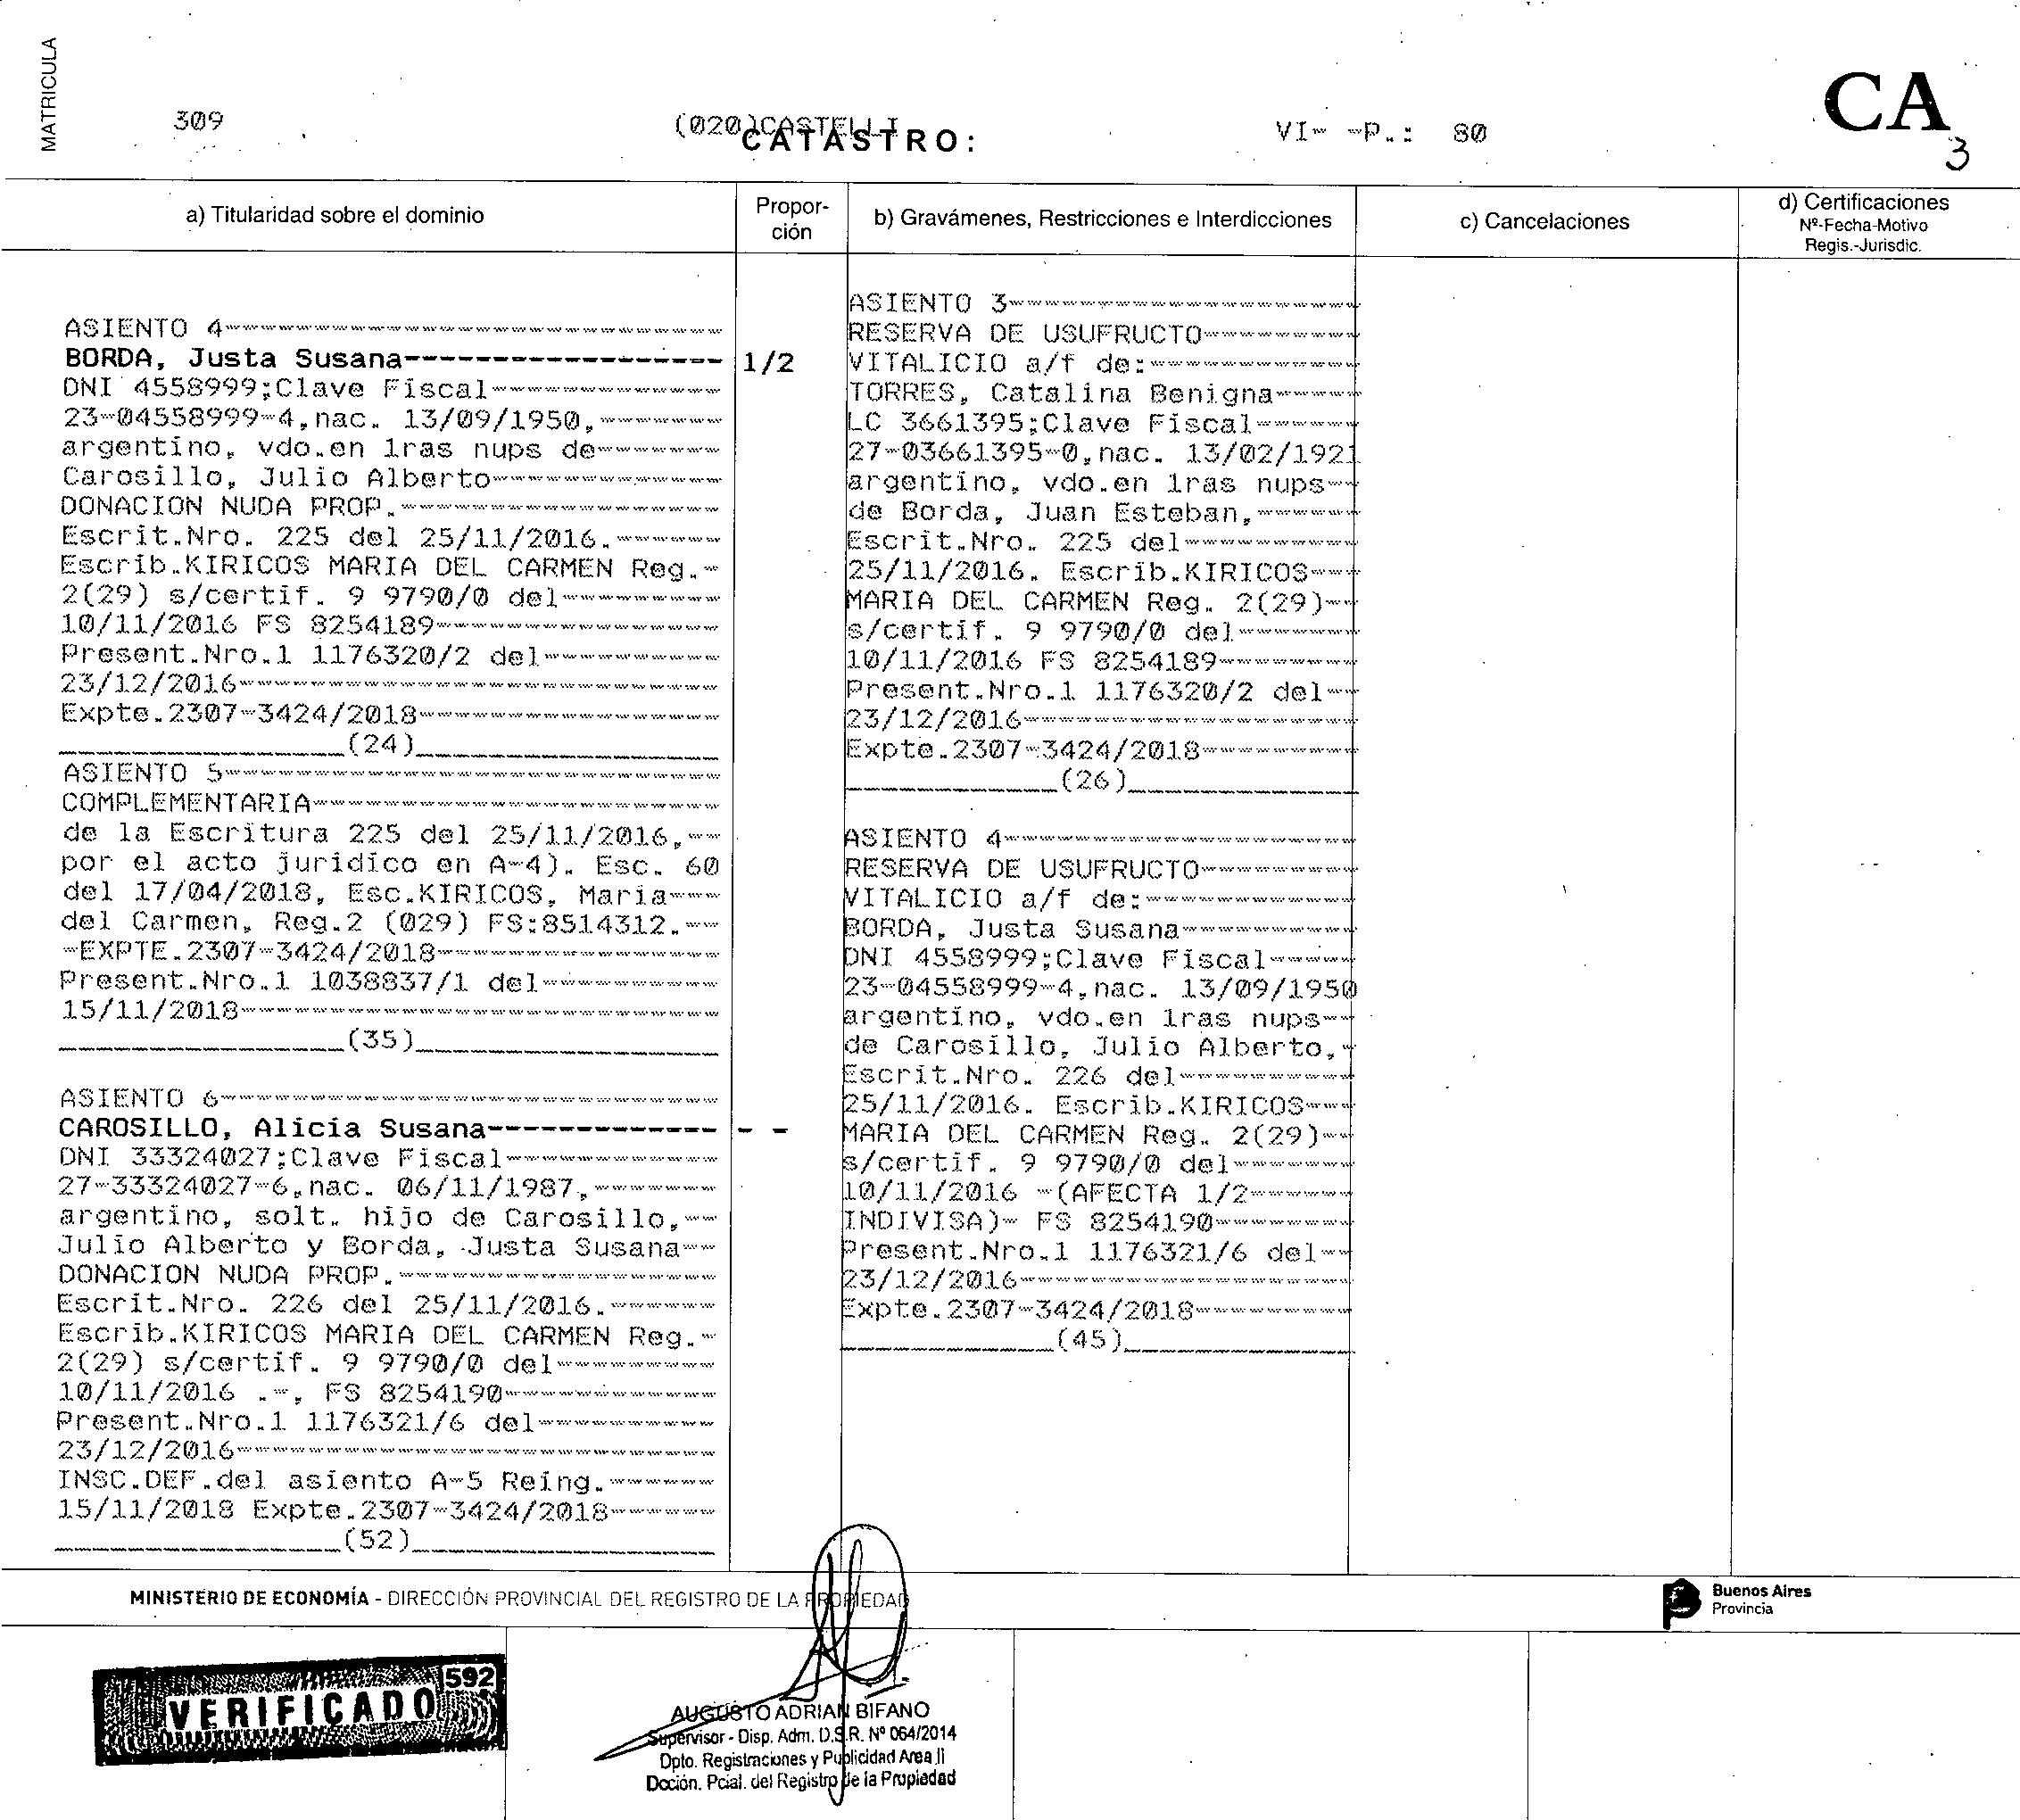 MATRICULA
309
(020)CASTELLI
CATASTRO:
VI- -P.: 80
CA
3
a) Titularidad sobre el dominio
Propor-
ción
b) Gravámenes, Restricciones e Interdicciones
c) Cancelaciones
d) Certificaciones
Nº-Fecha-Motivo
Regis.-Jurisdic.
ASIENTO 4----------------------------
BORDA, Justa Susana------------------ 1/2
DNI 4558999;Clave Fiscal-------------
23-04558999-4,nac. 13/09/1950,-------
argentino, vdo.en 1ras nups de-------
Carosillo, Julio Alberto-------------
DONACION NUDA PROP.------------------
Escrit.Nro. 225 del 25/11/2016.------
Escrib.KIRICOS MARIA DEL CARMEN Reg.-
2(29) s/certif. 9 9790/0 del---------
10/11/2016 FS 8254189----------------
Present.Nro.1 1176320/2 del----------
23/12/2016---------------------------
Expte.2307-3424/2018-----------------
________________(24)_________________
ASIENTO 5----------------------------
COMPLEMENTARIA-----------------------
de la Escritura 225 del 25/11/2016,--
por el acto juridico en A-4). Esc. 60
del 17/04/2018, Esc.KIRICOS, Maria---
del Carmen, Reg.2 (029) FS:8514312.--
-EXPTE.2307-3424/2018----------------
Present.Nro.1 1038837/1 del----------
15/11/2018---------------------------
________________(35)_________________
ASIENTO 6----------------------------
CAROSILLO, Alicia Susana------------- - -
DNI 33324027;Clave Fiscal------------
27-33324027-6,nac. 06/11/1987,-------
argentino, solt. hijo de Carosillo,--
Julio Alberto y Borda, Justa Susana--
DONACION NUDA PROP.------------------
Escrit.Nro. 226 del 25/11/2016.------
Escrib.KIRICOS MARIA DEL CARMEN Reg.-
2(29) s/certif. 9 9790/0 del---------
10/11/2016 .-, FS 8254190------------
Present.Nro.1 1176321/6 del----------
23/12/2016---------------------------
INSC.DEF.del asiento A-5 Reing.------
15/11/2018 Expte.2307-3424/2018------
________________(52)_________________
ASIENTO 3--------------------
RESERVA DE USUFRUCTO---------
VITALICIO a/f de:------------
TORRES, Catalina Benigna-----
LC 3661395;Clave Fiscal------
27-03661395-0,nac. 13/02/1921
argentino, vdo.en 1ras nups--
de Borda, Juan Esteban,------
Escrit.Nro. 225 del----------
25/11/2016. Escrib.KIRICOS---
MARIA DEL CARMEN Reg. 2(29)--
s/certif. 9 9790/0 del-------
10/11/2016 FS 8254189--------
Present.Nro.1 1176320/2 del--
23/12/2016-------------------
Expte.2307-3424/2018---------
____________(26)_____________
ASIENTO 4--------------------
RESERVA DE USUFRUCTO---------
VITALICIO a/f de:------------
BORDA, Justa Susana----------
DNI 4558999;Clave Fiscal-----
23-04558999-4,nac. 13/09/1950
argentino, vdo.en 1ras nups--
de Carosillo, Julio Alberto,-
Escrit.Nro. 226 del----------
25/11/2016. Escrib.KIRICOS---
MARIA DEL CARMEN Reg. 2(29)--
s/certif. 9 9790/0 del-------
10/11/2016 -(AFECTA 1/2------
INDIVISA)- FS 8254190--------
Present.Nro.1 1176321/6 del--
23/12/2016-------------------
Expte.2307-3424/2018---------
____________(45)_____________
MINISTERIO DE ECONOMÍA - DIRECCIÓN PROVINCIAL DEL REGISTRO DE LA PROPIEDAD
Buenos Aires
Provincia
592
VERIFICADO
AUGUSTO ADRIAN BIFANO
Supervisor - Disp. Adm. D.S.R. Nº 064/2014
Dpto. Registraciones y Publicidad Area II
Dcción. Pcial. del Registro de la Propiedad